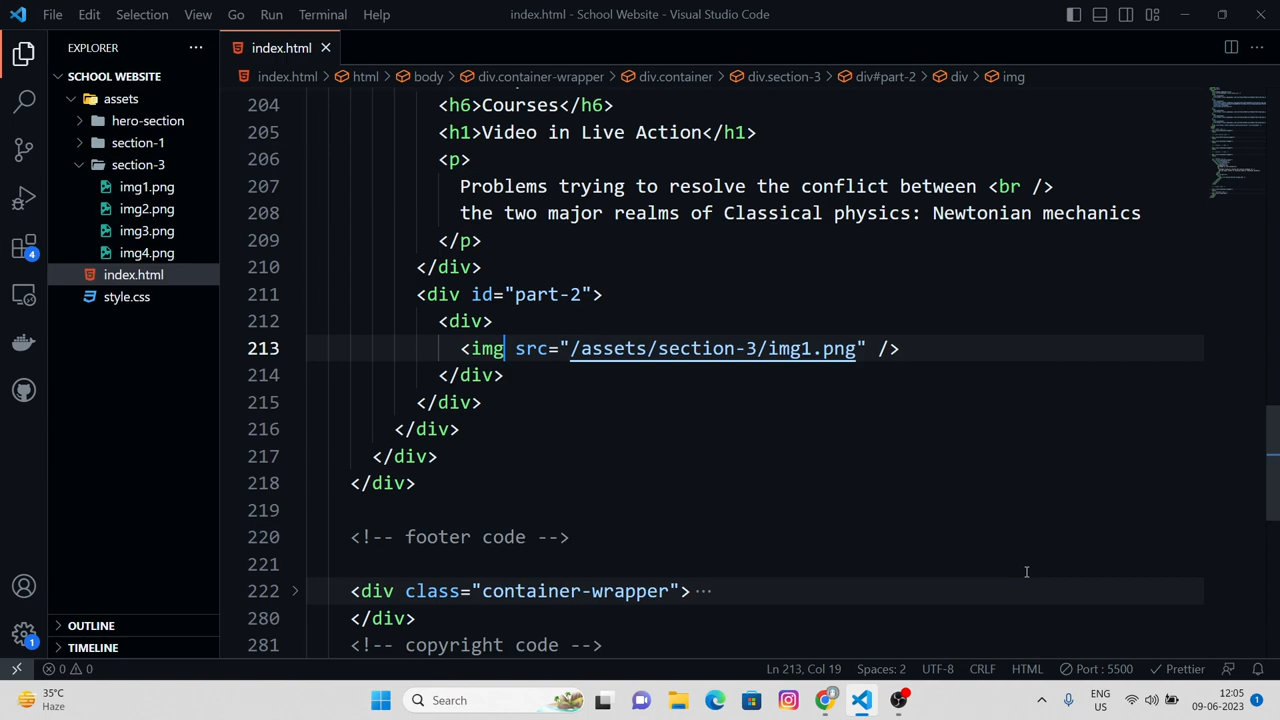 File Edit Selection View Go Run Terminal Help index.html - School Website - Visual Studio Code
EXPLORER
index.html
SCHOOL WEBSITE
index.html html body div.container-wrapper div.container div.section-3 div#part-2 div img
assets
hero-section
section-1
section-3
img1.png
img2.png
img3.png
img4.png
index.html
style.css
OUTLINE
TIMELINE
4
1
204 <h6>Courses</h6>
205 <h1>Video in Live Action</h1>
206 <p>
207 Problems trying to resolve the conflict between <br />
208 the two major realms of Classical physics: Newtonian mechanics
209 </p>
210 </div>
211 <div id="part-2">
212 <div>
213 <img src="/assets/section-3/img1.png" />
214 </div>
215 </div>
216 </div>
217 </div>
218 </div>
219
220 <!-- footer code -->
221
222 <div class="container-wrapper">···
280 </div>
281 <!-- copyright code -->
0 0 Ln 213, Col 19 Spaces: 2 UTF-8 CRLF HTML Port : 5500 Prettier
35°C
Haze
Search
ENG
US
12:05
09-06-2023
1